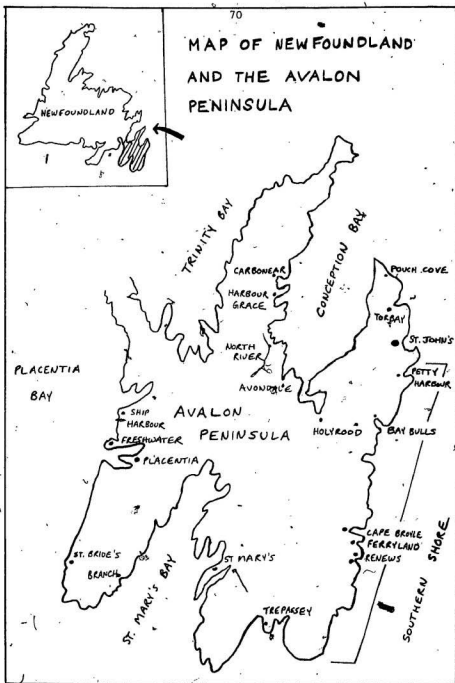 70
MAP OF NEWFOUNDLAND
AND THE AVALON
PENINSULA
NEWFOUNDLAND
TRINITY BAY
CONCEPTION BAY
CARBONEAR
HARBOUR
GRACE
POUCH COVE
TORBAY
ST. JOHN'S
NORTH
RIVER
PETTY
HARBOUR
AVONDALE
PLACENTIA
BAY
SHIP
HARBOUR
FRESHWATER
AVALON
PENINSULA
HOLYROOD
BAY BULLS
PLACENTIA
CAPE BROYLE
FERRYLAND
RENEWS
ST. BRIDE'S
BRANCH
ST. MARY'S BAY
ST MARY'S
TREPASSEY
SOUTHERN SHORE